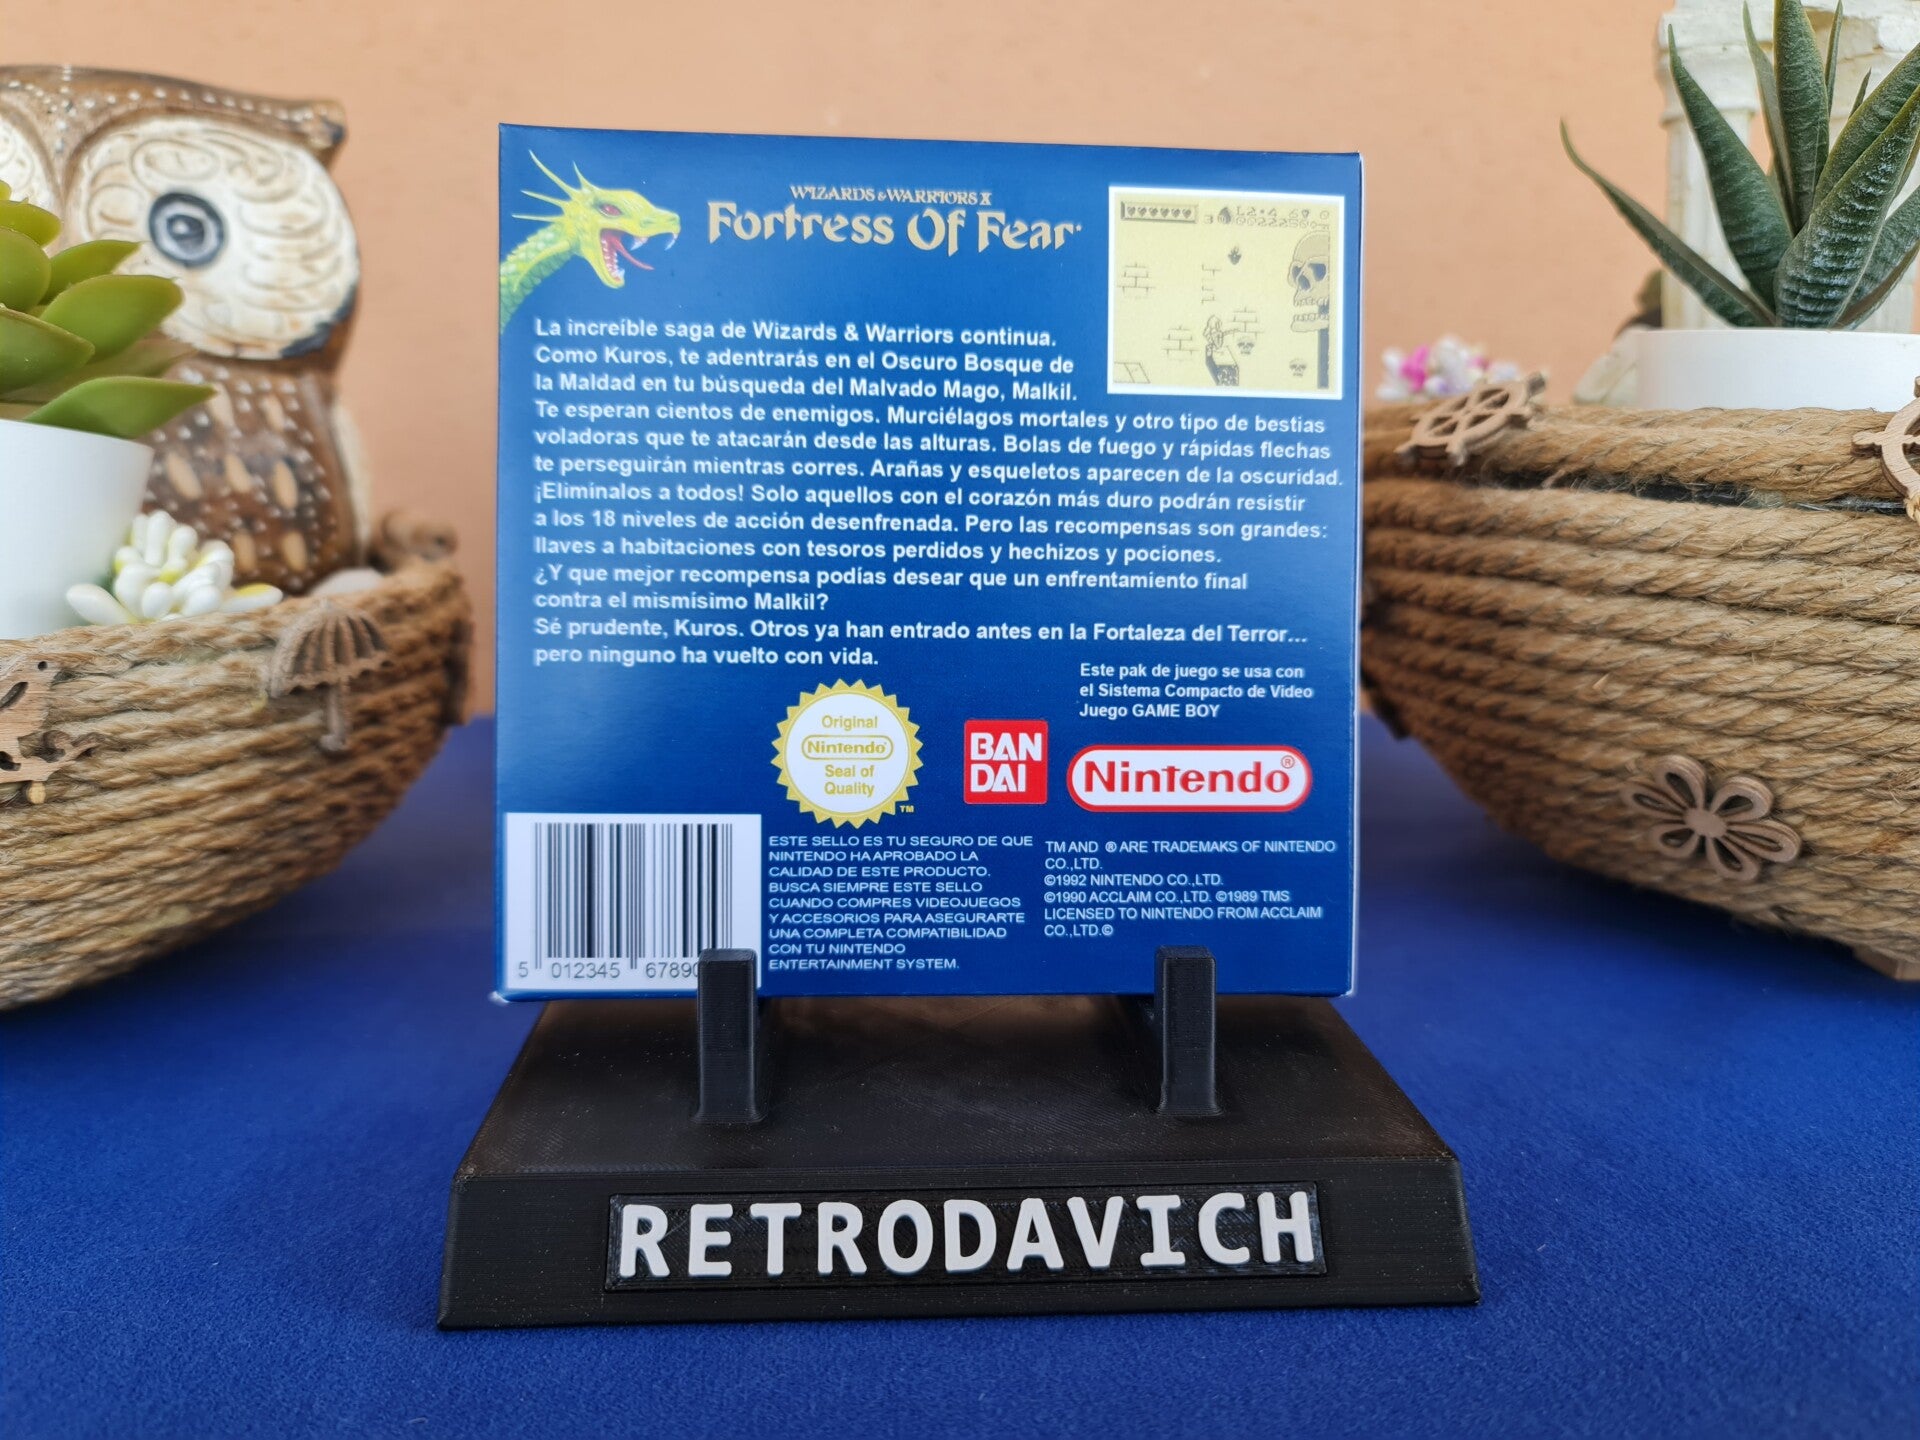 WIZARDS & WARRIORS X
Fortress Of Fear
La increíble saga de Wizards & Warriors continua.
Como Kuros, te adentrarás en el Oscuro Bosque de
la Maldad en tu búsqueda del Malvado Mago, Malkil.
Te esperan cientos de enemigos. Murciélagos mortales y otro tipo de bestias
voladoras que te atacarán desde las alturas. Bolas de fuego y rápidas flechas
te perseguirán mientras corres. Arañas y esqueletos aparecen de la oscuridad.
¡Elimínalos a todos! Solo aquellos con el corazón más duro podrán resistir
a los 18 niveles de acción desenfrenada. Pero las recompensas son grandes:
llaves a habitaciones con tesoros perdidos y hechizos y pociones.
¿Y que mejor recompensa podías desear que un enfrentamiento final
contra el mismísimo Malkil?
Sé prudente, Kuros. Otros ya han entrado antes en la Fortaleza del Terror...
pero ninguno ha vuelto con vida.
Este pak de juego se usa con
el Sistema Compacto de Video
Juego GAME BOY
Original
Nintendo
Seal of
Quality
TM
BAN
DAI
Nintendo®
ESTE SELLO ES TU SEGURO DE QUE
NINTENDO HA APROBADO LA
CALIDAD DE ESTE PRODUCTO.
BUSCA SIEMPRE ESTE SELLO
CUANDO COMPRES VIDEOJUEGOS
Y ACCESORIOS PARA ASEGURARTE
UNA COMPLETA COMPATIBILIDAD
CON TU NINTENDO
ENTERTAINMENT SYSTEM.
TM AND ® ARE TRADEMAKS OF NINTENDO
CO.,LTD.
©1992 NINTENDO CO.,LTD.
©1990 ACCLAIM CO.,LTD. ©1989 TMS
LICENSED TO NINTENDO FROM ACCLAIM
CO.,LTD.©
5 012345 67890
RETRODAVICH